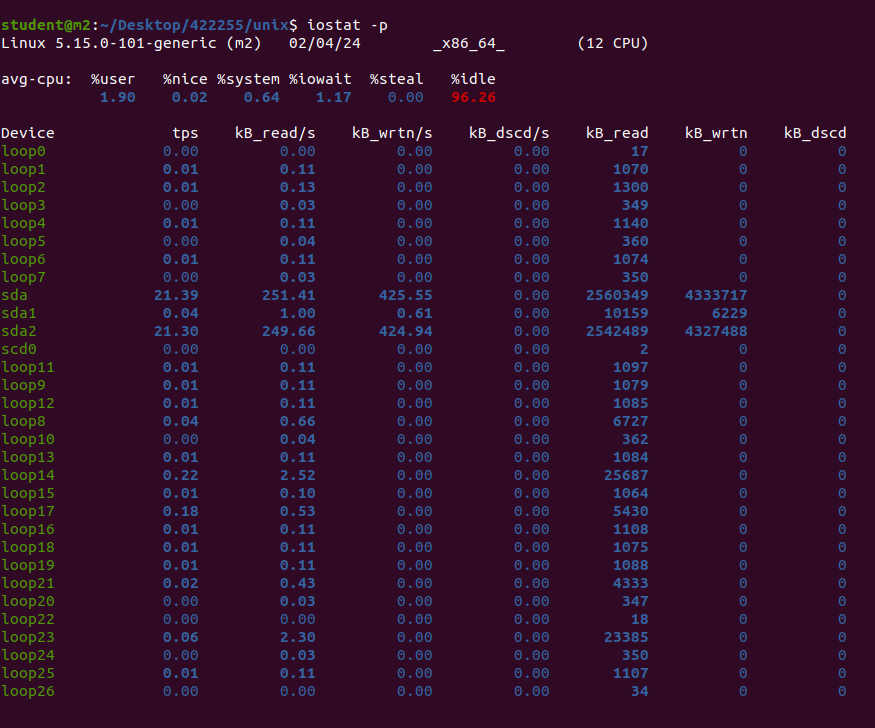 student@m2:~/Desktop/422255/unix$ iostat -p
Linux 5.15.0-101-generic (m2) 02/04/24 _x86_64_ (12 CPU)
avg-cpu: %user %nice %system %iowait %steal %idle
1.90 0.02 0.64 1.17 0.00 96.26
Device tps kB_read/s kB_wrtn/s kB_dscd/s kB_read kB_wrtn kB_dscd
loop0 0.00 0.00 0.00 0.00 17 0 0
loop1 0.01 0.11 0.00 0.00 1070 0 0
loop2 0.01 0.13 0.00 0.00 1300 0 0
loop3 0.00 0.03 0.00 0.00 349 0 0
loop4 0.01 0.11 0.00 0.00 1140 0 0
loop5 0.00 0.04 0.00 0.00 360 0 0
loop6 0.01 0.11 0.00 0.00 1074 0 0
loop7 0.00 0.03 0.00 0.00 350 0 0
sda 21.39 251.41 425.55 0.00 2560349 4333717 0
sda1 0.04 1.00 0.61 0.00 10159 6229 0
sda2 21.30 249.66 424.94 0.00 2542489 4327488 0
scd0 0.00 0.00 0.00 0.00 2 0 0
loop11 0.01 0.11 0.00 0.00 1097 0 0
loop9 0.01 0.11 0.00 0.00 1079 0 0
loop12 0.01 0.11 0.00 0.00 1085 0 0
loop8 0.04 0.66 0.00 0.00 6727 0 0
loop10 0.00 0.04 0.00 0.00 362 0 0
loop13 0.01 0.11 0.00 0.00 1084 0 0
loop14 0.22 2.52 0.00 0.00 25687 0 0
loop15 0.01 0.10 0.00 0.00 1064 0 0
loop17 0.18 0.53 0.00 0.00 5430 0 0
loop16 0.01 0.11 0.00 0.00 1108 0 0
loop18 0.01 0.11 0.00 0.00 1075 0 0
loop19 0.01 0.11 0.00 0.00 1088 0 0
loop21 0.02 0.43 0.00 0.00 4333 0 0
loop20 0.00 0.03 0.00 0.00 347 0 0
loop22 0.00 0.00 0.00 0.00 18 0 0
loop23 0.06 2.30 0.00 0.00 23385 0 0
loop24 0.00 0.03 0.00 0.00 350 0 0
loop25 0.01 0.11 0.00 0.00 1107 0 0
loop26 0.00 0.00 0.00 0.00 34 0 0